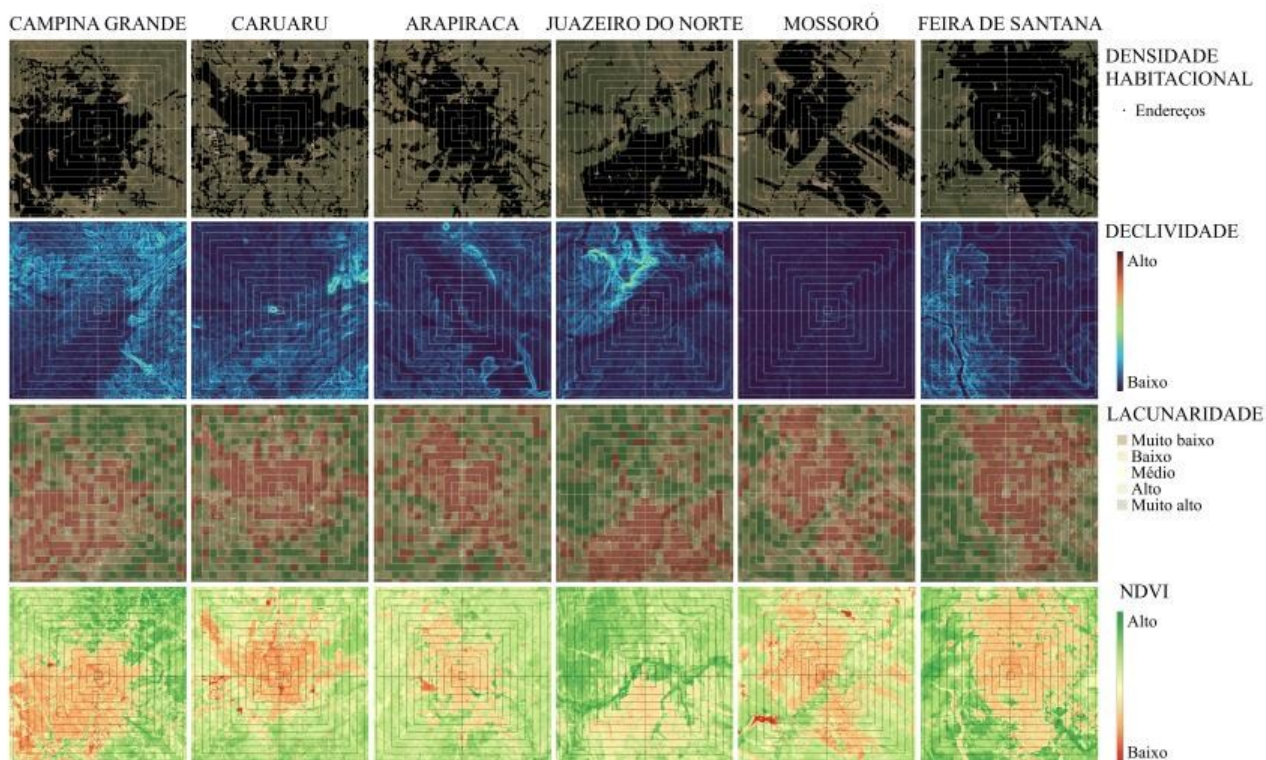 CAMPINA GRANDE
CARUARU
ARAPIRACA
JUAZEIRO DO NORTE
MOSSORÓ
FEIRA DE SANTANA
DENSIDADE
HABITACIONAL
· Endereços
DECLIVIDADE
Alto
Baixo
LACUNARIDADE
Muito baixo
Baixo
Médio
Alto
Muito alto
NDVI
Alto
Baixo